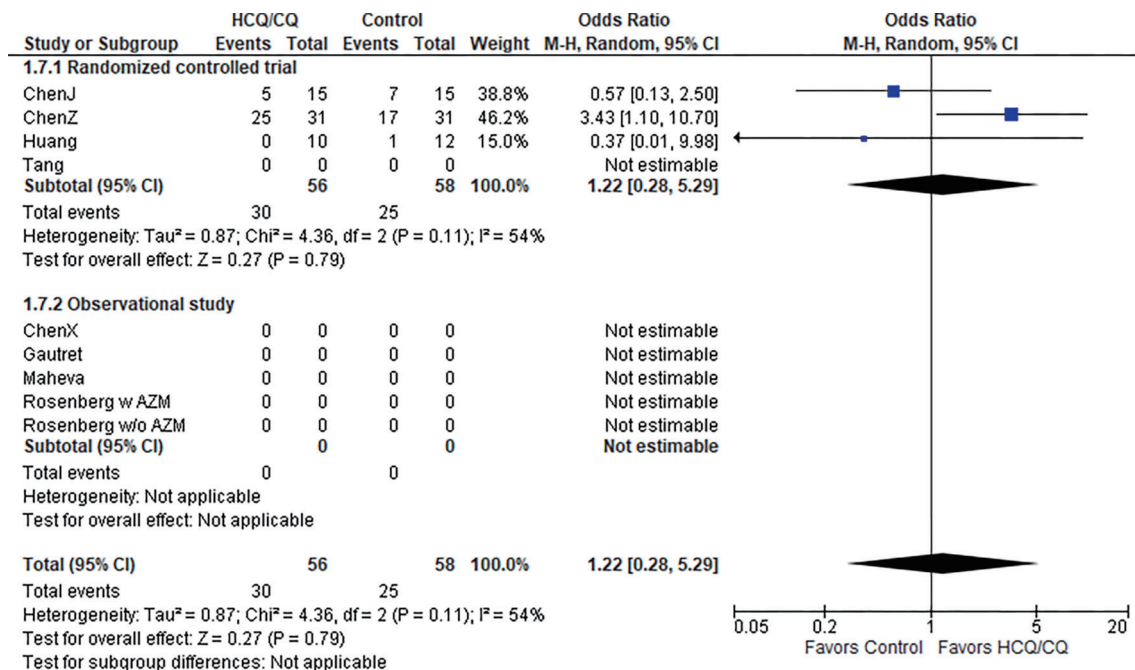 HCQ/CQ Control Odds Ratio Odds Ratio
Study or Subgroup Events Total Events Total Weight M-H, Random, 95% CI M-H, Random, 95% CI
1.7.1 Randomized controlled trial
ChenJ 5 15 7 15 38.8% 0.57 [0.13, 2.50]
ChenZ 25 31 17 31 46.2% 3.43 [1.10, 10.70]
Huang 0 10 1 12 15.0% 0.37 [0.01, 9.98]
Tang 0 0 0 0 Not estimable
Subtotal (95% CI) 56 58 100.0% 1.22 [0.28, 5.29]
Total events 30 25
Heterogeneity: Tau² = 0.87; Chi² = 4.36, df = 2 (P = 0.11); I² = 54%
Test for overall effect: Z = 0.27 (P = 0.79)
1.7.2 Observational study
ChenX 0 0 0 0 Not estimable
Gautret 0 0 0 0 Not estimable
Maheva 0 0 0 0 Not estimable
Rosenberg w AZM 0 0 0 0 Not estimable
Rosenberg w/o AZM 0 0 0 0 Not estimable
Subtotal (95% CI) 0 0 Not estimable
Total events 0 0
Heterogeneity: Not applicable
Test for overall effect: Not applicable
Total (95% CI) 56 58 100.0% 1.22 [0.28, 5.29]
Total events 30 25
Heterogeneity: Tau² = 0.87; Chi² = 4.36, df = 2 (P = 0.11); I² = 54%
Test for overall effect: Z = 0.27 (P = 0.79)
Test for subgroup differences: Not applicable
0.05 0.2 1 5 20
Favors Control Favors HCQ/CQ